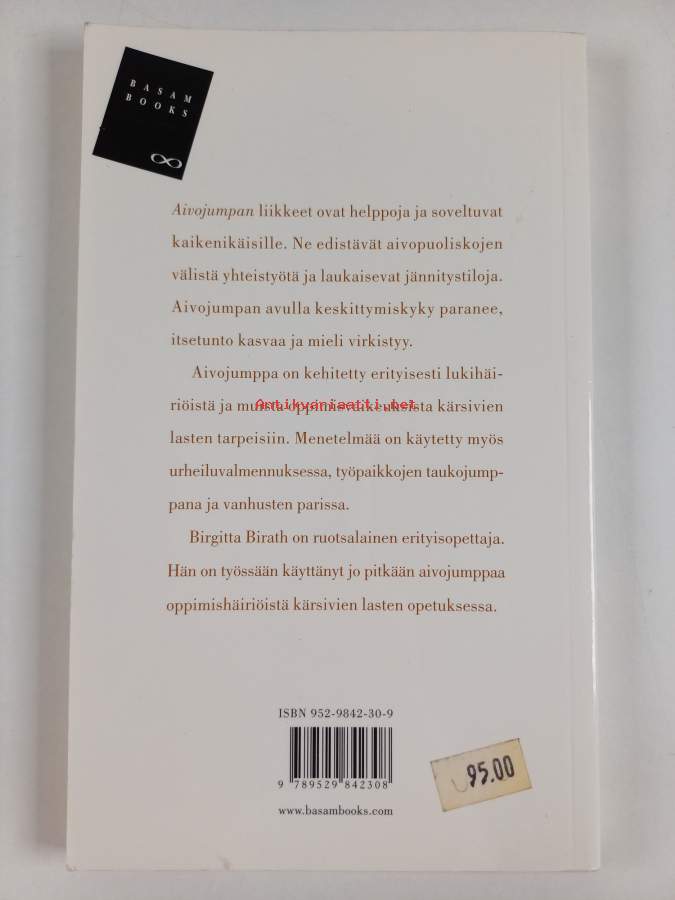 BASAM
BOOKS
Aivojumpan liikkeet ovat helppoja ja soveltuvat
kaikenikäisille. Ne edistävät aivopuoliskojen
välistä yhteistyötä ja laukaisevat jännitystiloja.
Aivojumpan avulla keskittymiskyky paranee,
itsetunto kasvaa ja mieli virkistyy.
Aivojumppa on kehitetty erityisesti lukihäi-
Antikvariaatti.net
riöistä ja muista oppimisvaikeuksista kärsivien
lasten tarpeisiin. Menetelmää on käytetty myös
urheiluvalmennuksessa, työpaikkojen taukojump-
pana ja vanhusten parissa.
Birgitta Birath on ruotsalainen erityisopettaja.
Hän on työssään käyttänyt jo pitkään aivojumppaa
oppimishäiriöistä kärsivien lasten opetuksessa.
ISBN 952-9842-30-9
9 789529 842308
95.00
www.basambooks.com